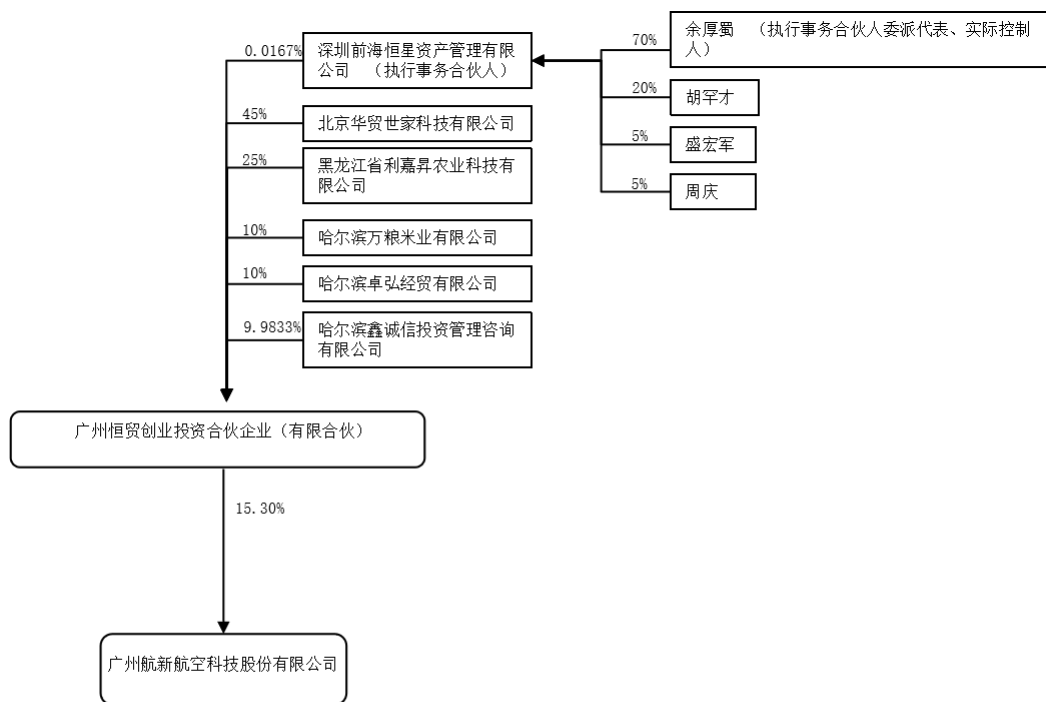 70%
余厚蜀 （执行事务合伙人委派代表、实际控制
人）
0.0167%
深圳前海恒星资产管理有限
公司 （执行事务合伙人）
20%
胡罕才
45%
北京华贸世家科技有限公司
5%
盛宏军
25%
黑龙江省利嘉昇农业科技有
限公司
5%
周庆
10%
哈尔滨万粮米业有限公司
10%
哈尔滨卓弘经贸有限公司
9.9833%
哈尔滨鑫诚信投资管理咨询
有限公司
广州恒贸创业投资合伙企业（有限合伙）
15.30%
广州航新航空科技股份有限公司